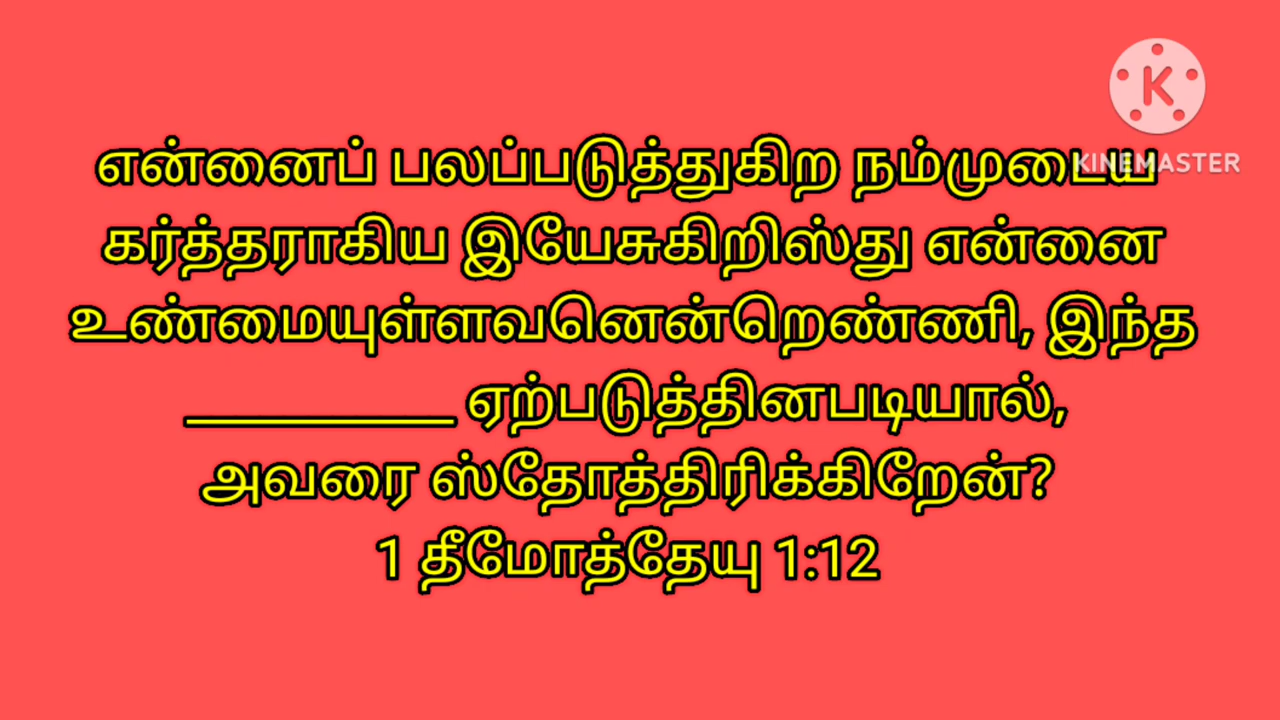 KINEMASTER
என்னைப் பலப்படுத்துகிற நம்முடைய
கர்த்தராகிய இயேசுகிறிஸ்து என்னை
உண்மையுள்ளவனென்றெண்ணி, இந்த
__________ ஏற்படுத்தினபடியால்,
அவரை ஸ்தோத்திரிக்கிறேன்?
1 தீமோத்தேயு 1:12